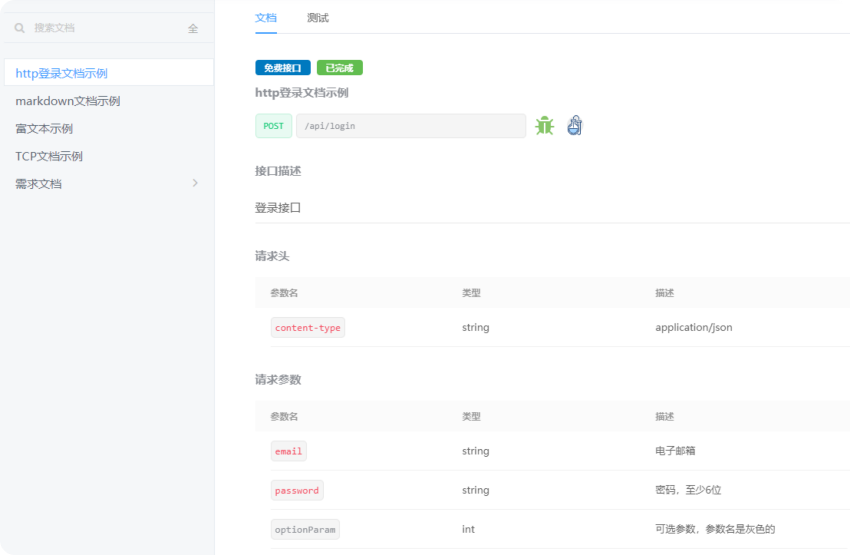 搜索文档 全
http登录文档示例
markdown文档示例
富文本示例
TCP文档示例
需求文档
文档 测试
免费接口 已完成
http登录文档示例
POST /api/login
接口描述
登录接口
请求头
参数名 类型 描述
content-type string application/json
请求参数
参数名 类型 描述
email string 电子邮箱
password string 密码，至少6位
optionParam int 可选参数，参数名是灰色的